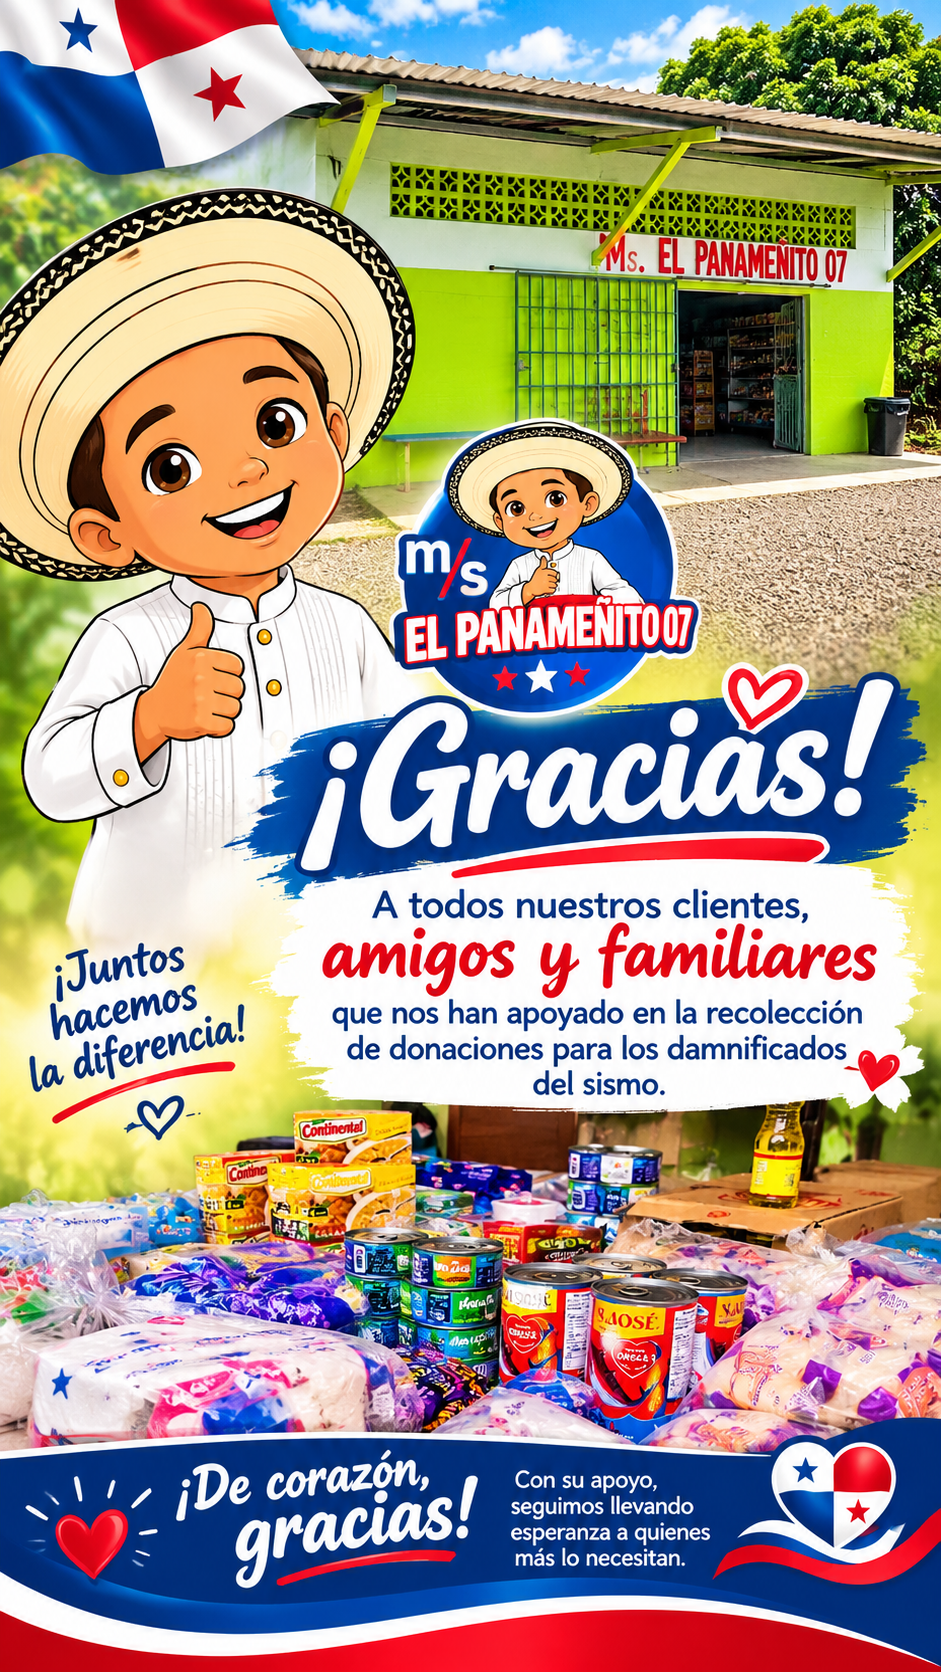 Ms. EL PANAMEÑITO 07
m/s
EL PANAMEÑITO 07
¡Gracias!
A todos nuestros clientes,
amigos y familiares
que nos han apoyado en la recolección
de donaciones para los damnificados
del sismo.
¡Juntos
hacemos
la diferencia!
Continental
Continental
Continental
SAN JOSÉ
OMEGA 3
¡De corazón,
gracias!
Con su apoyo,
seguimos llevando
esperanza a quienes
más lo necesitan.